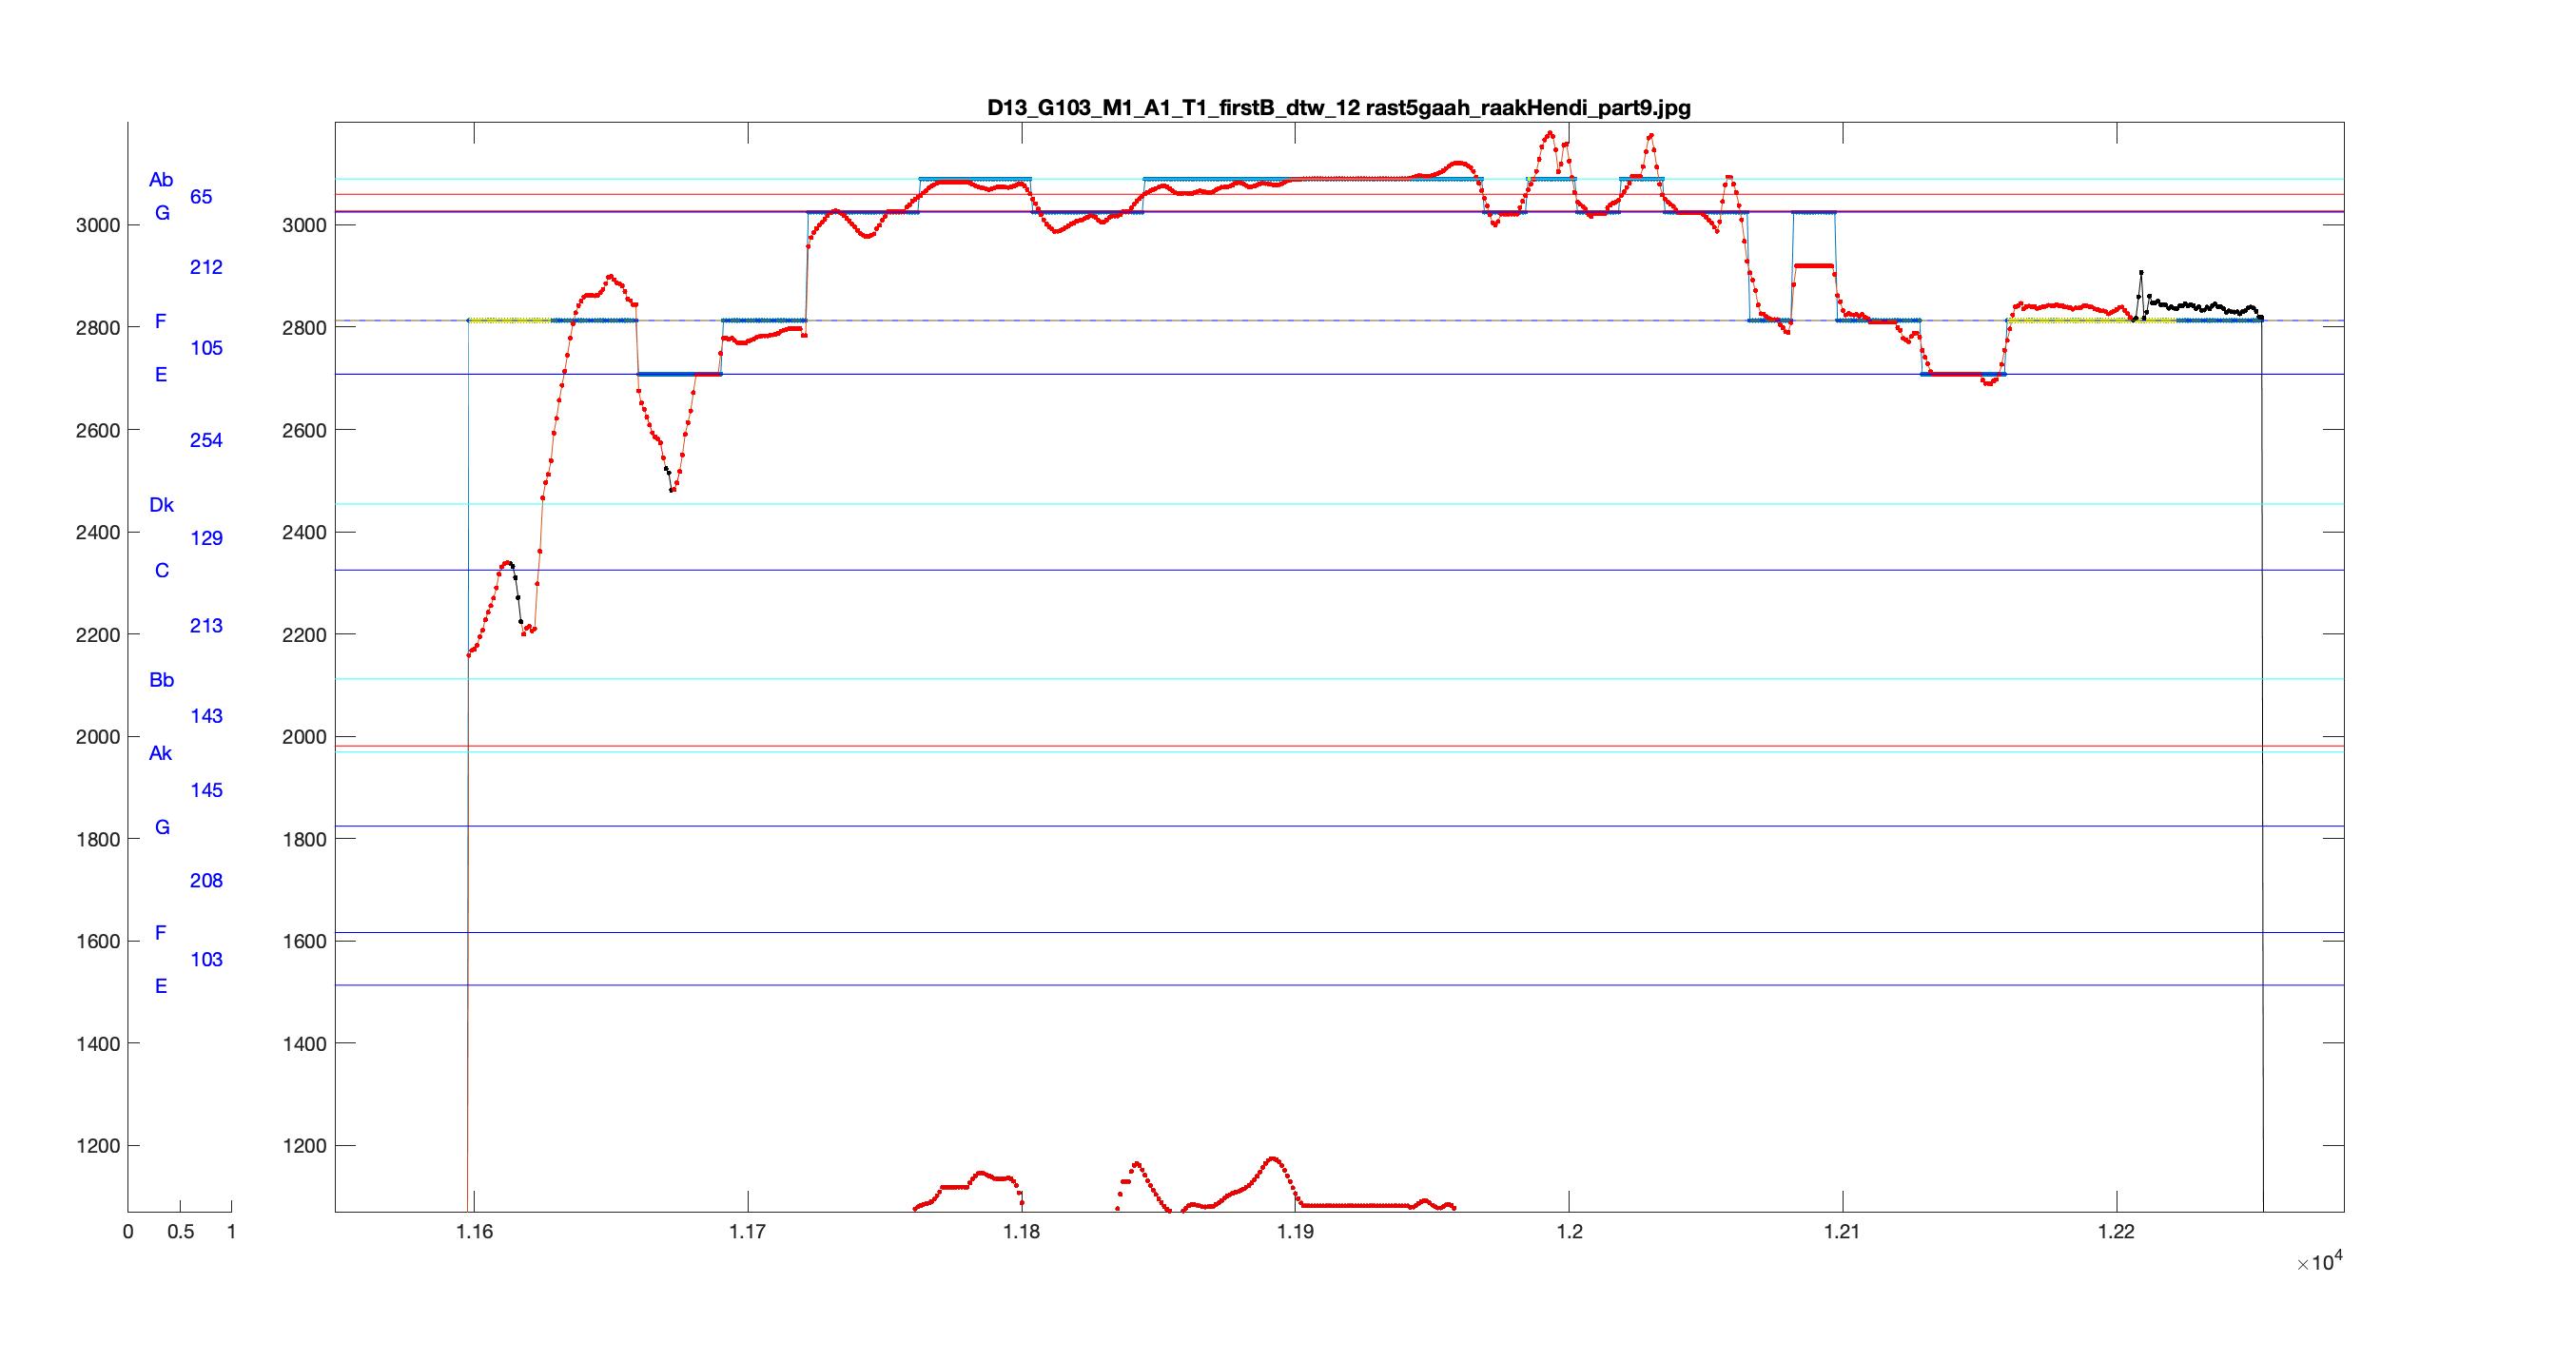 D13_G103_M1_A1_T1_firstB_dtw_12 rast5gaah_raakHendi_part9.jpg
Ab
65
G
3000 3000
212
2800 F 2800
105
E
2600 254 2600
Dk
2400 129 2400
C
2200 213 2200
Bb
143
2000 2000
Ak
145
1800 G 1800
208
1600 F 1600
103
E
1400 1400
1200 1200
0 0.5 1 1.16 1.17 1.18 1.19 1.2 1.21 1.22
×10^4